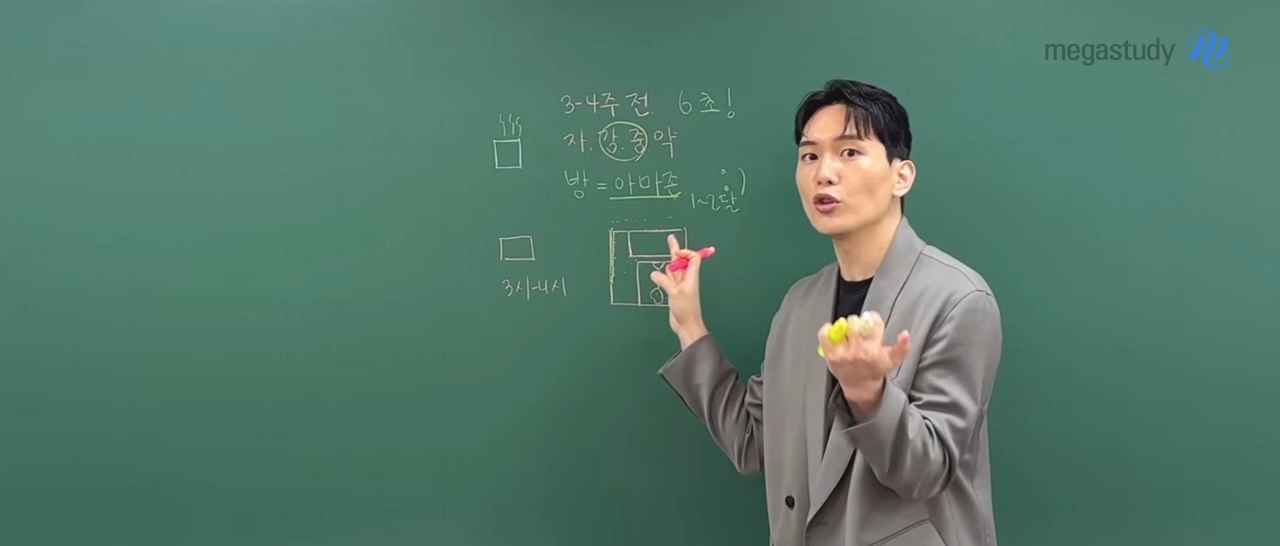 megastudy
3-4주 전. 6초!
자. 강. 중 약
방 = 아마존 1~2달)
3시-4시